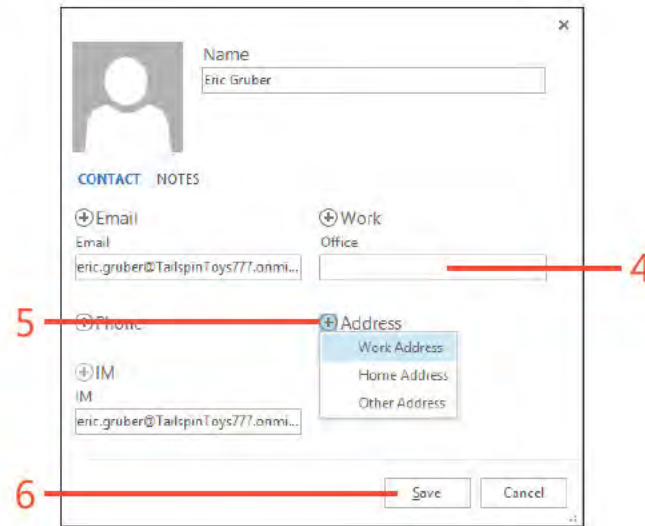 ×
Name
Eric Gruber
CONTACT NOTES
Email
Work
Email
Office
eric.gruber@TailspinToys777.onmi...
4
5
Phone
Address
Work Address
IM
Home Address
IM
Other Address
eric.gruber@TailspinToys777.onmi...
6
Save
Cancel